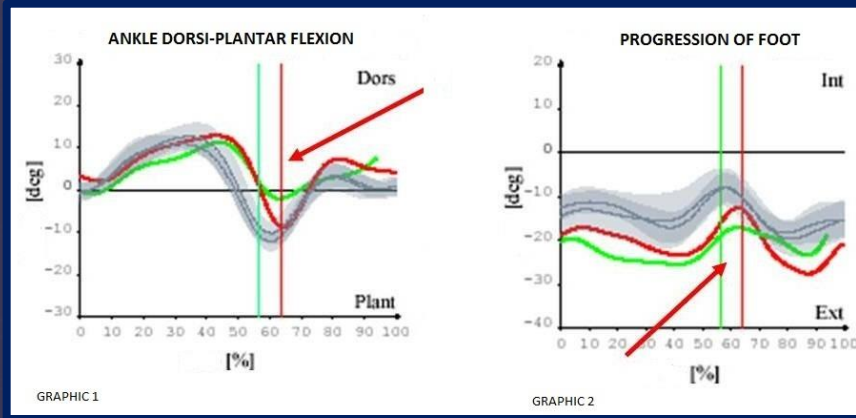 ANKLE DORSI-PLANTAR FLEXION
30
20
10
0
-10
-20
-30
[deg]
Dors
Plant
0 10 20 30 40 50 60 70 80 90 100
[%]
GRAPHIC 1
PROGRESSION OF FOOT
20
10
0
-10
-20
-30
-40
[deg]
Int
Ext
0 10 20 30 40 50 60 70 80 90 100
[%]
GRAPHIC 2